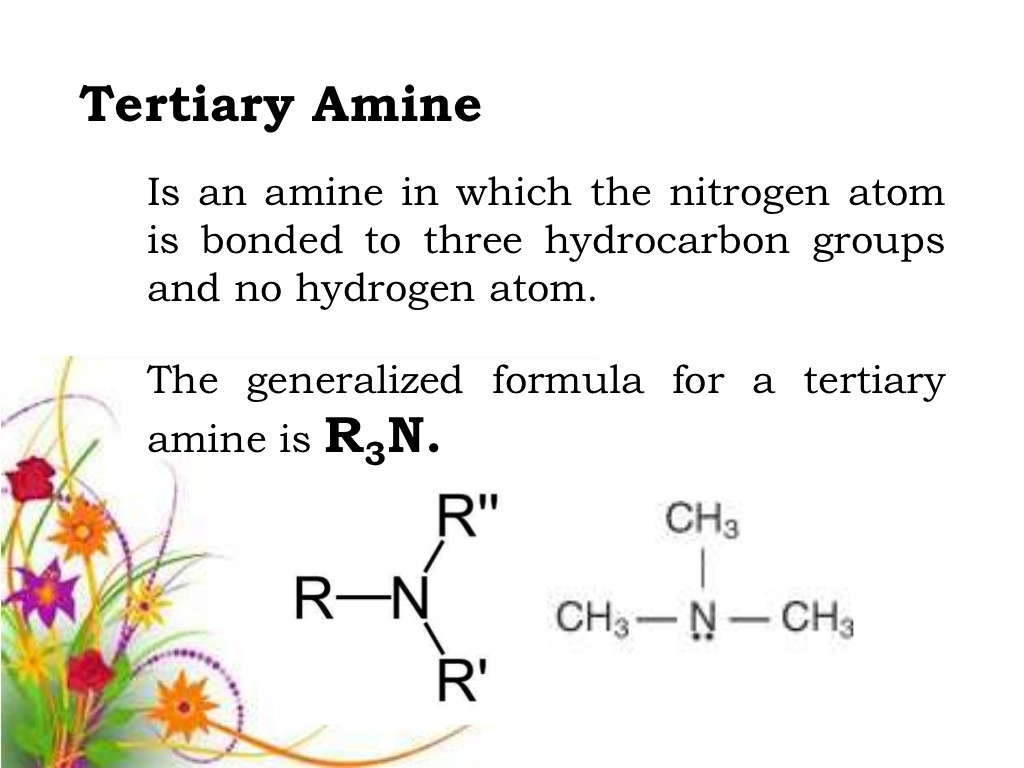 Tertiary Amine
Is an amine in which the nitrogen atom
is bonded to three hydrocarbon groups
and no hydrogen atom.
The generalized formula for a tertiary
amine is R₃N.
R"
R—N
R'
CH₃
CH₃—N—CH₃